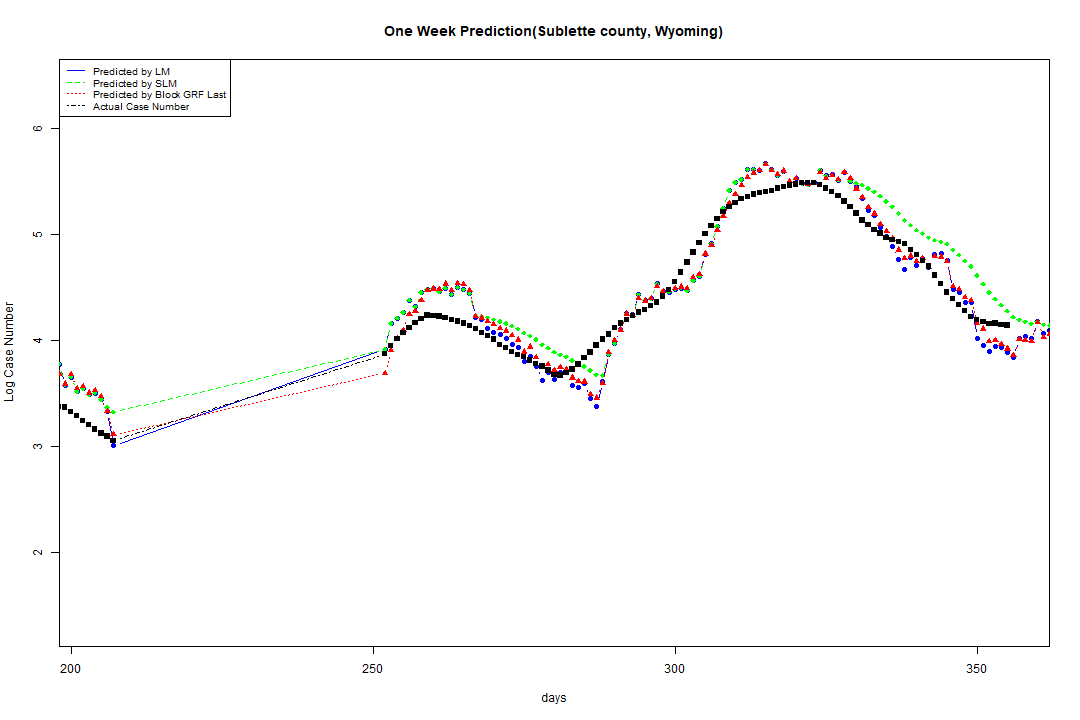 One Week Prediction(Sublette county, Wyoming)
Predicted by LM
Predicted by SLM
Predicted by Block GRF Last
Actual Case Number
6
5
4
3
2
Log Case Number
200 250 300 350
days